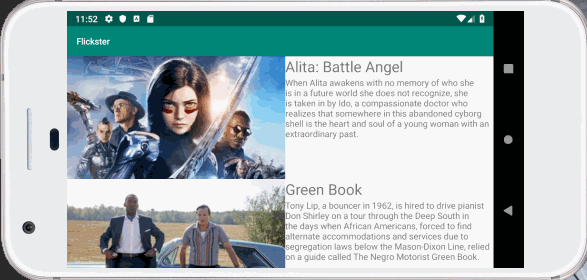 11:52
Flickster
Alita: Battle Angel
When Alita awakens with no memory of who she
is in a future world she does not recognize, she
is taken in by Ido, a compassionate doctor who
realizes that somewhere in this abandoned cyborg
shell is the heart and soul of a young woman with an
extraordinary past.
Green Book
Tony Lip, a bouncer in 1962, is hired to drive pianist
Don Shirley on a tour through the Deep South in
the days when African Americans, forced to find
alternate accommodations and services due to
segregation laws below the Mason-Dixon Line, relied
on a guide called The Negro Motorist Green Book.